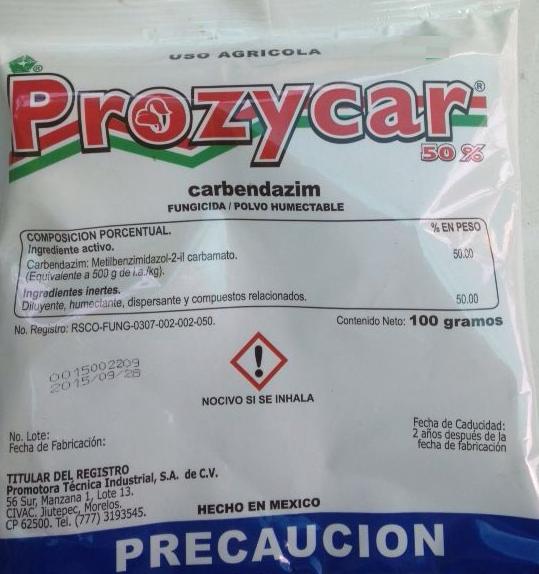 USO AGRICOLA
Prozycar®
50 %
carbendazim
FUNGICIDA / POLVO HUMECTABLE
COMPOSICION PORCENTUAL. % EN PESO
Ingrediente activo.
Carbendazim: Metilbenzimidazol-2-il carbamato. 50.00
(Equivalente a 500 g de i.a./kg).
Ingredientes inertes.
Diluyente, humectante, dispersante y compuestos relacionados. 50.00
No. Registro: RSCO-FUNG-0307-002-002-050. Contenido Neto: 100 gramos
0015002209
2015/09/28
NOCIVO SI SE INHALA
No. Lote:
Fecha de Fabricación:
Fecha de Caducidad:
2 años después de la
fecha de fabricación
TITULAR DEL REGISTRO
Promotora Técnica Industrial, S.A. de C.V.
56 Sur, Manzana 1, Lote 13.
CIVAC. Jiutepec, Morelos.
CP 62500. Tel. (777) 3193545.
HECHO EN MEXICO
PRECAUCION